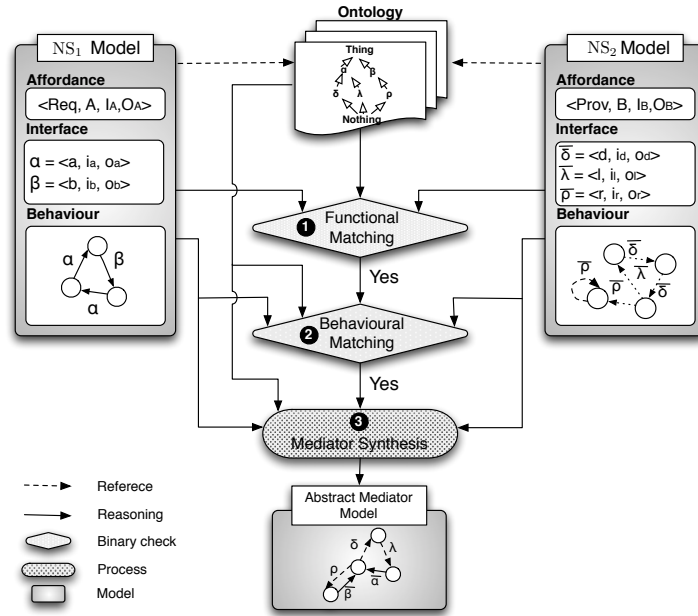 Ontology
Thing
α β
δ λ ρ
Nothing
NS₁ Model
Affordance
<Req, A, IA,OA>
Interface
α = <a, ia, oa>
β = <b, ib, ob>
Behaviour
α β
α
NS₂ Model
Affordance
<Prov, B, IB,OB>
Interface
δ̅ = <d, id, od>
λ̅ = <l, il, ol>
ρ̅ = <r, ir, or>
Behaviour
δ̅
ρ̅ ρ̅ λ̅ δ̅
1 Functional
Matching
Yes
2 Behavioural
Matching
Yes
3
Mediator Synthesis
Abstract Mediator
Model
δ λ
ρ β̅ α̅
Referece
Reasoning
Binary check
Process
Model